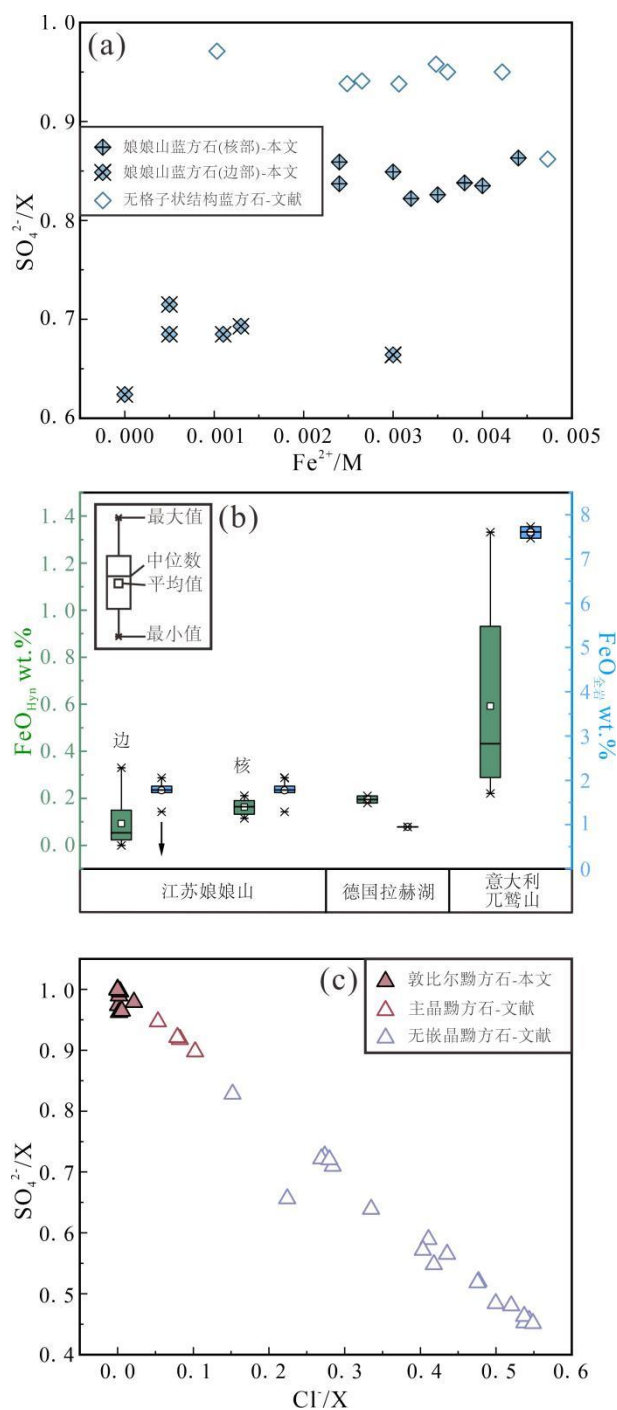 (a)
1.0
0.9
0.8
0.7
0.6
SO₄²⁻/X
娘娘山蓝方石(核部)-本文
娘娘山蓝方石(边部)-本文
无格子状结构蓝方石-文献
0.000 0.001 0.002 0.003 0.004 0.005
Fe²⁺/M
(b)
1.4
1.2
1.0
0.8
0.6
0.4
0.2
0.0
FeO_Hyn wt.%
最大值
中位数
平均值
最小值
边
核
8
7
6
5
4
3
2
1
0
FeO_全岩 wt.%
江苏娘娘山 德国拉赫湖 意大利
兀鹫山
(c)
敦比尔黝方石-本文
主晶黝方石-文献
无嵌晶黝方石-文献
1.0
0.9
0.8
0.7
0.6
0.5
0.4
SO₄²⁻/X
0.0 0.1 0.2 0.3 0.4 0.5 0.6
Cl⁻/X